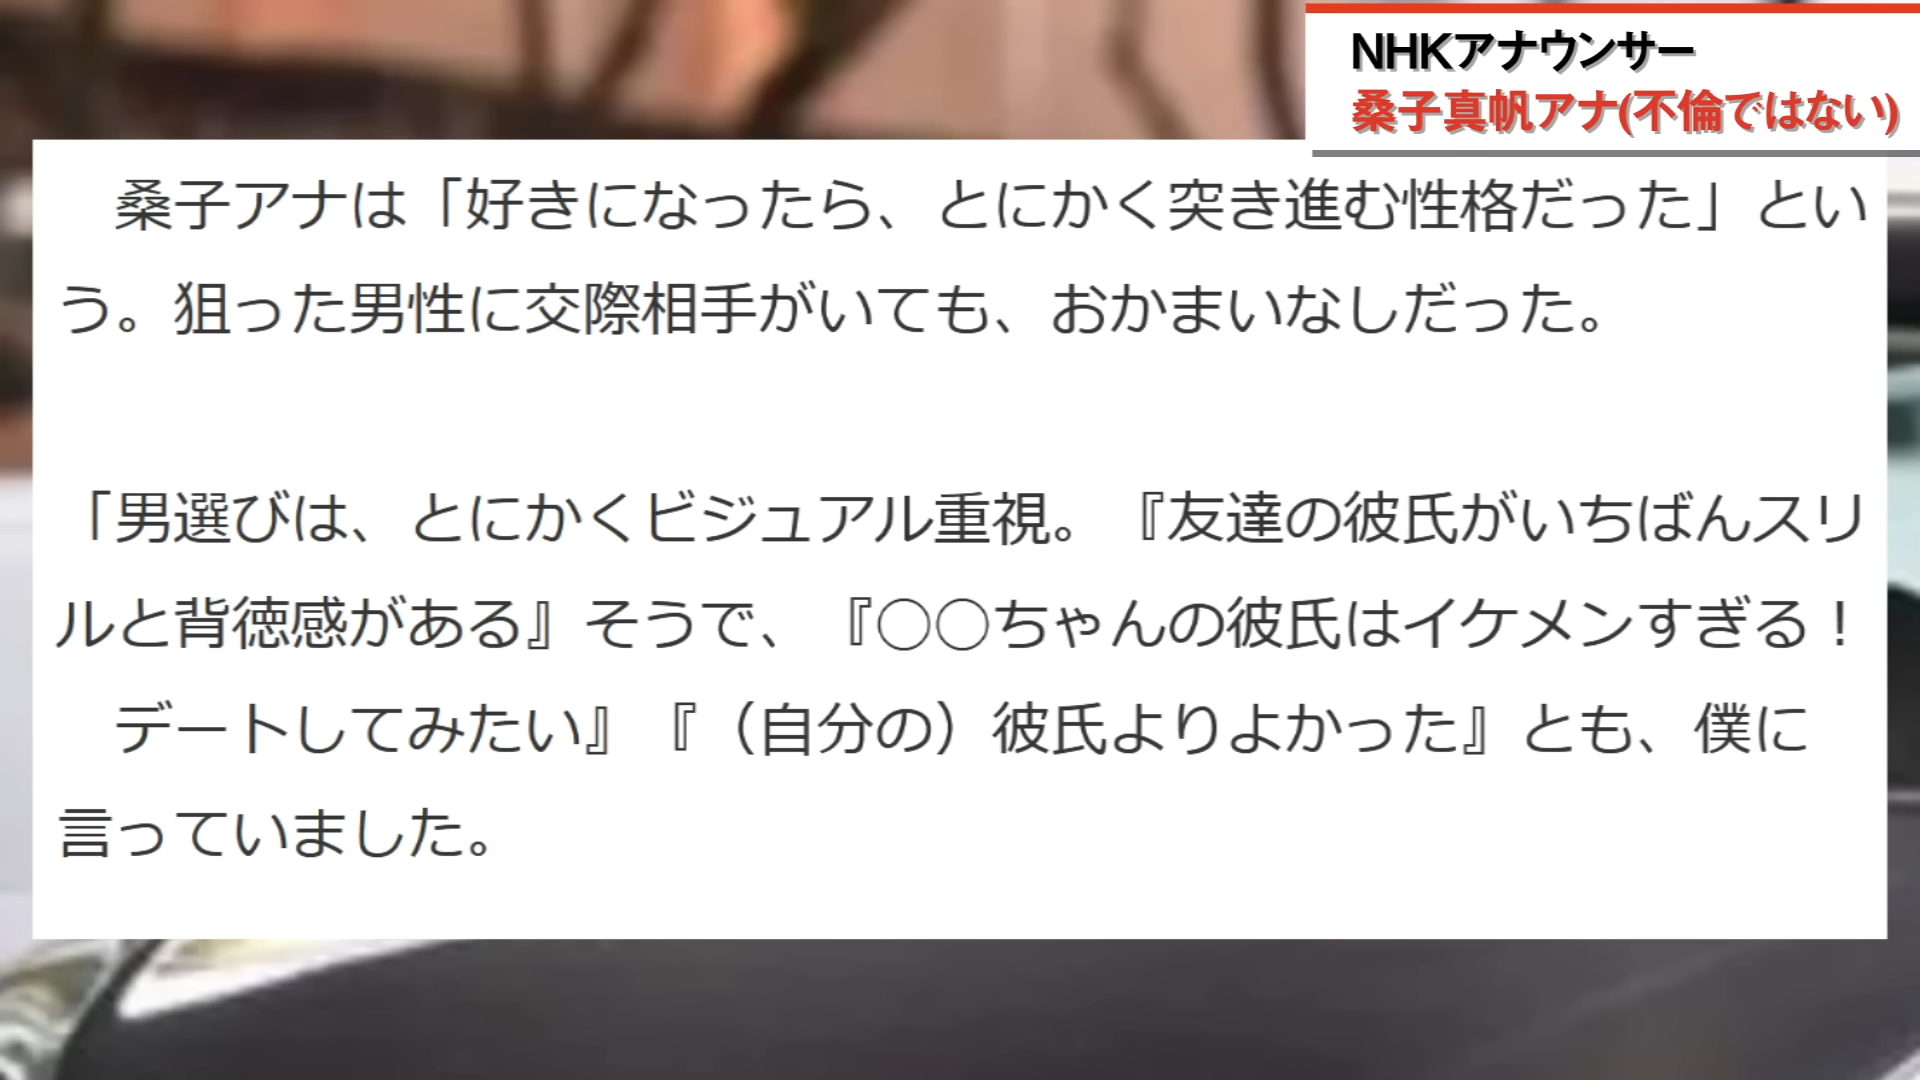 NHKアナウンサー
桑子真帆アナ(不倫ではない)
　桑子アナは「好きになったら、とにかく突き進む性格だった」とい
う。狙った男性に交際相手がいても、おかまいなしだった。
「男選びは、とにかくビジュアル重視。『友達の彼氏がいちばんスリ
ルと背徳感がある』そうで、『○○ちゃんの彼氏はイケメンすぎる！
　デートしてみたい』『（自分の）彼氏よりよかった』とも、僕に
言っていました。